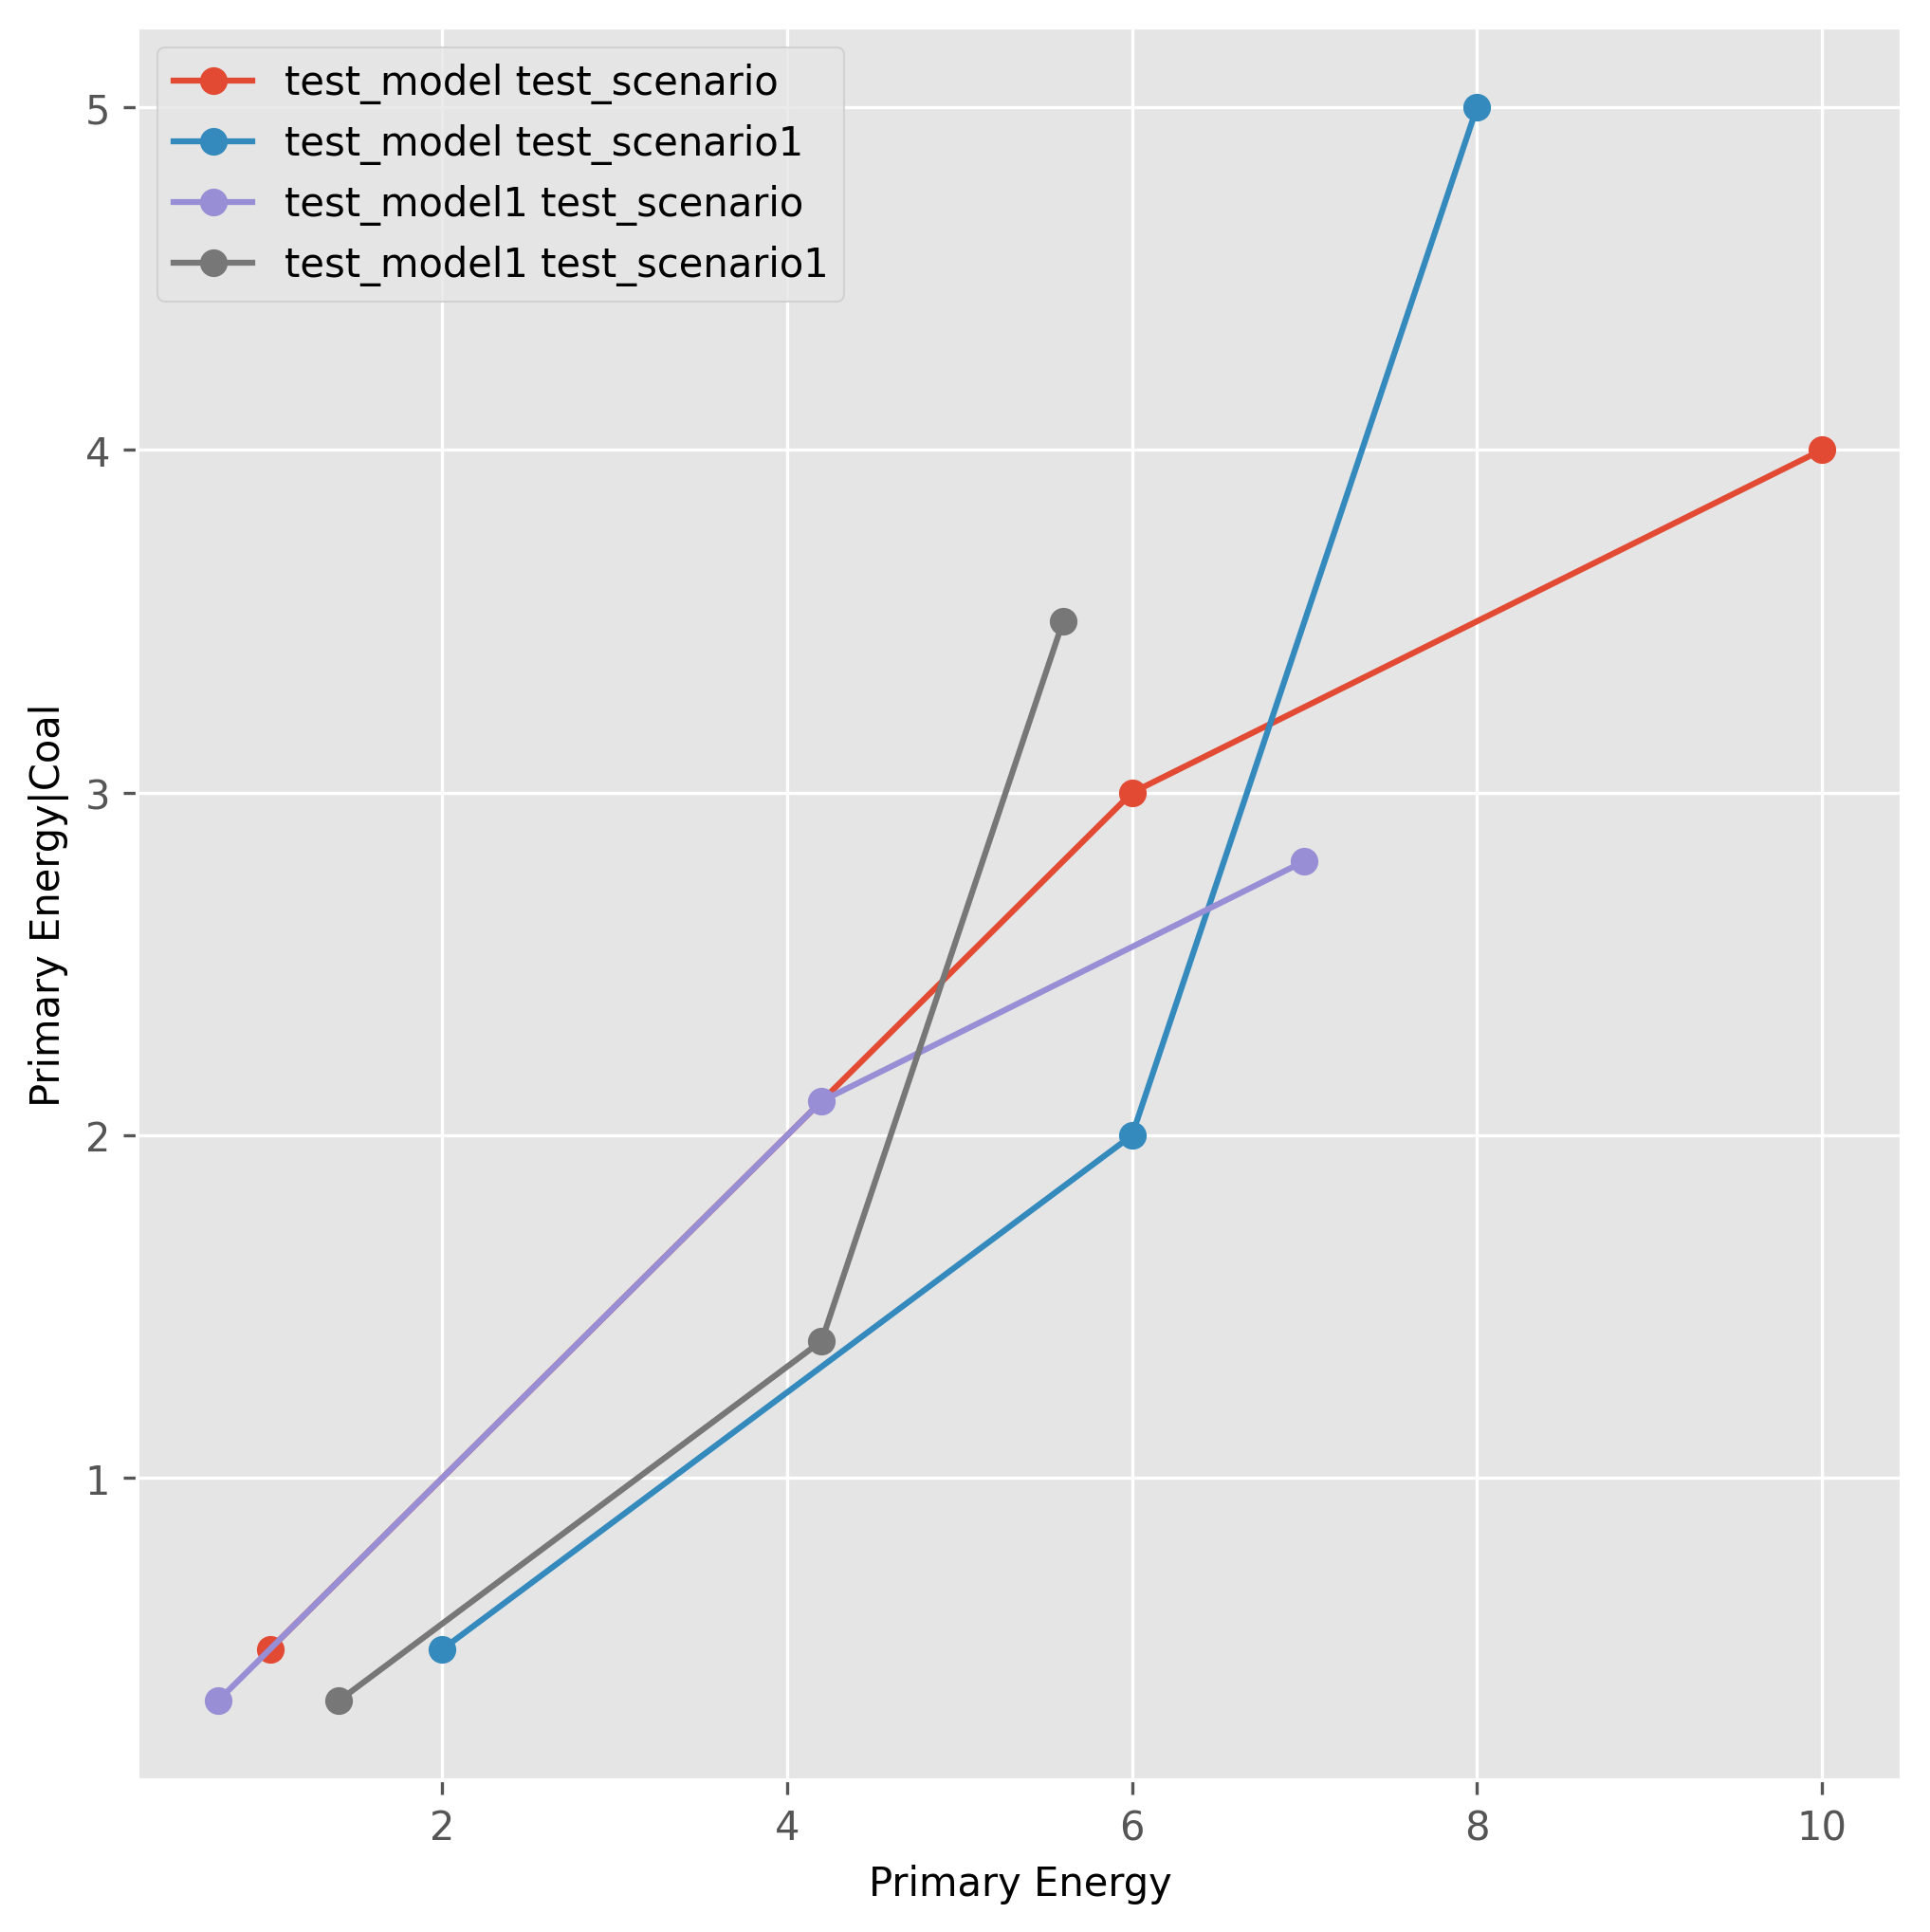 test_model test_scenario
test_model test_scenario1
test_model1 test_scenario
test_model1 test_scenario1
5
4
3
2
1
Primary Energy|Coal
2 4 6 8 10
Primary Energy